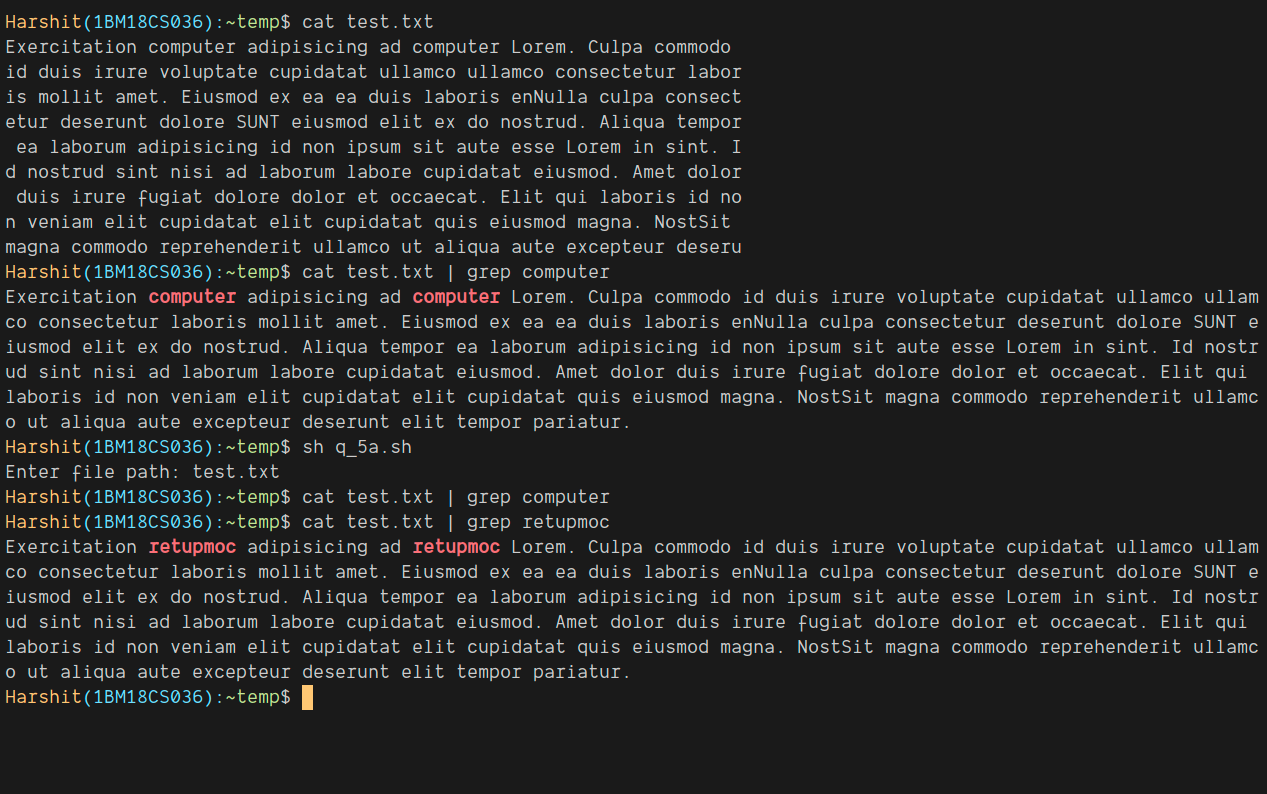 Harshit(1BM18CS036):~temp$ cat test.txt
Exercitation computer adipisicing ad computer Lorem. Culpa commodo
id duis irure voluptate cupidatat ullamco ullamco consectetur labor
is mollit amet. Eiusmod ex ea ea duis laboris enNulla culpa consect
etur deserunt dolore SUNT eiusmod elit ex do nostrud. Aliqua tempor
 ea laborum adipisicing id non ipsum sit aute esse Lorem in sint. I
d nostrud sint nisi ad laborum labore cupidatat eiusmod. Amet dolor
 duis irure fugiat dolore dolor et occaecat. Elit qui laboris id no
n veniam elit cupidatat elit cupidatat quis eiusmod magna. NostSit
magna commodo reprehenderit ullamco ut aliqua aute excepteur deseru
Harshit(1BM18CS036):~temp$ cat test.txt | grep computer
Exercitation computer adipisicing ad computer Lorem. Culpa commodo id duis irure voluptate cupidatat ullamco ullam
co consectetur laboris mollit amet. Eiusmod ex ea ea duis laboris enNulla culpa consectetur deserunt dolore SUNT e
iusmod elit ex do nostrud. Aliqua tempor ea laborum adipisicing id non ipsum sit aute esse Lorem in sint. Id nostr
ud sint nisi ad laborum labore cupidatat eiusmod. Amet dolor duis irure fugiat dolore dolor et occaecat. Elit qui
laboris id non veniam elit cupidatat elit cupidatat quis eiusmod magna. NostSit magna commodo reprehenderit ullamc
o ut aliqua aute excepteur deserunt elit tempor pariatur.
Harshit(1BM18CS036):~temp$ sh q_5a.sh
Enter file path: test.txt
Harshit(1BM18CS036):~temp$ cat test.txt | grep computer
Harshit(1BM18CS036):~temp$ cat test.txt | grep retupmoc
Exercitation retupmoc adipisicing ad retupmoc Lorem. Culpa commodo id duis irure voluptate cupidatat ullamco ullam
co consectetur laboris mollit amet. Eiusmod ex ea ea duis laboris enNulla culpa consectetur deserunt dolore SUNT e
iusmod elit ex do nostrud. Aliqua tempor ea laborum adipisicing id non ipsum sit aute esse Lorem in sint. Id nostr
ud sint nisi ad laborum labore cupidatat eiusmod. Amet dolor duis irure fugiat dolore dolor et occaecat. Elit qui
laboris id non veniam elit cupidatat elit cupidatat quis eiusmod magna. NostSit magna commodo reprehenderit ullamc
o ut aliqua aute excepteur deserunt elit tempor pariatur.
Harshit(1BM18CS036):~temp$